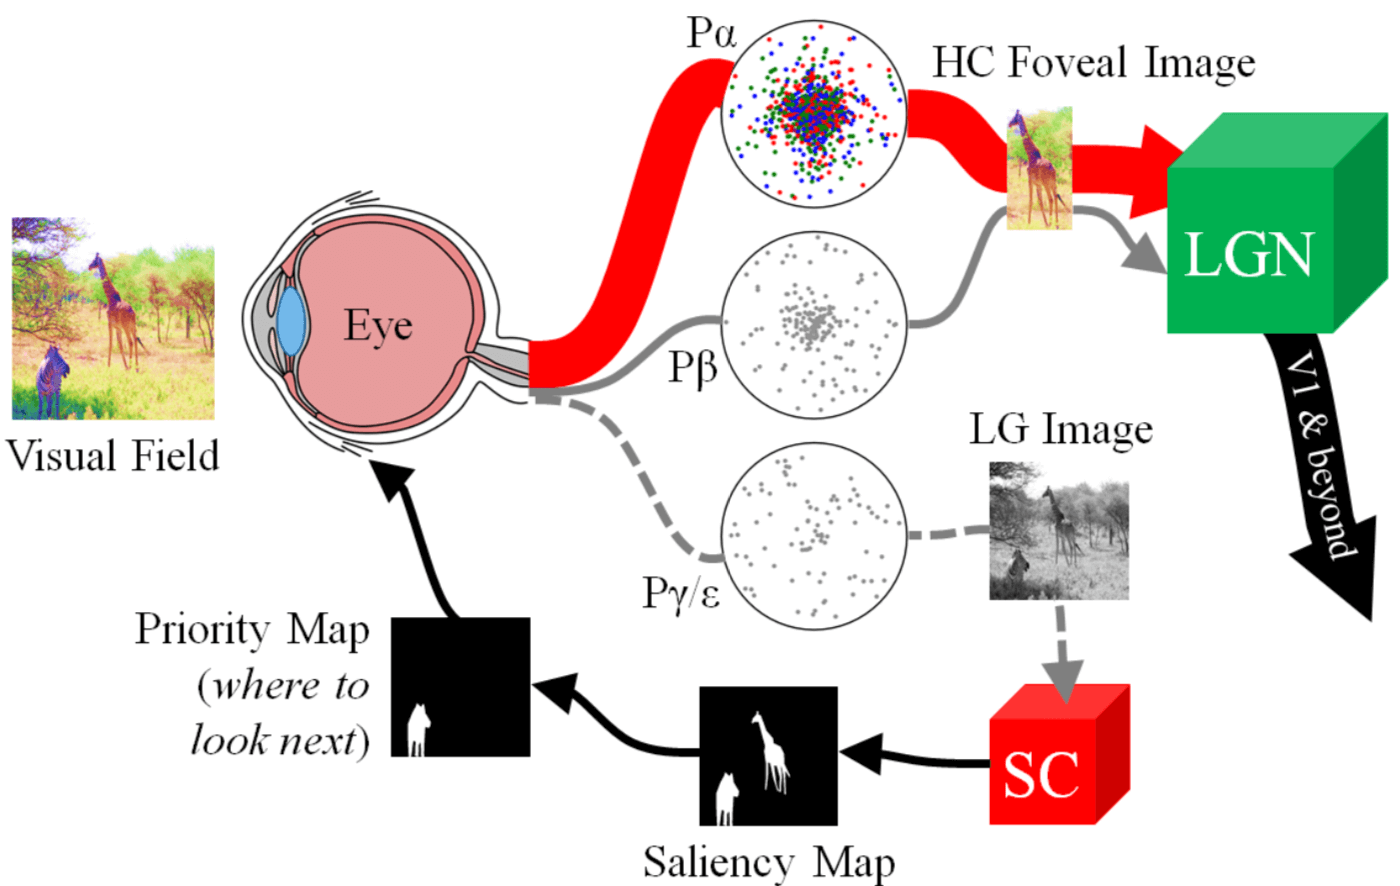 Pα
HC Foveal Image
LGN
Eye
Visual Field
Pβ
V1 & beyond
LG Image
Pγ/ε
Priority Map
(where to
look next)
SC
Saliency Map